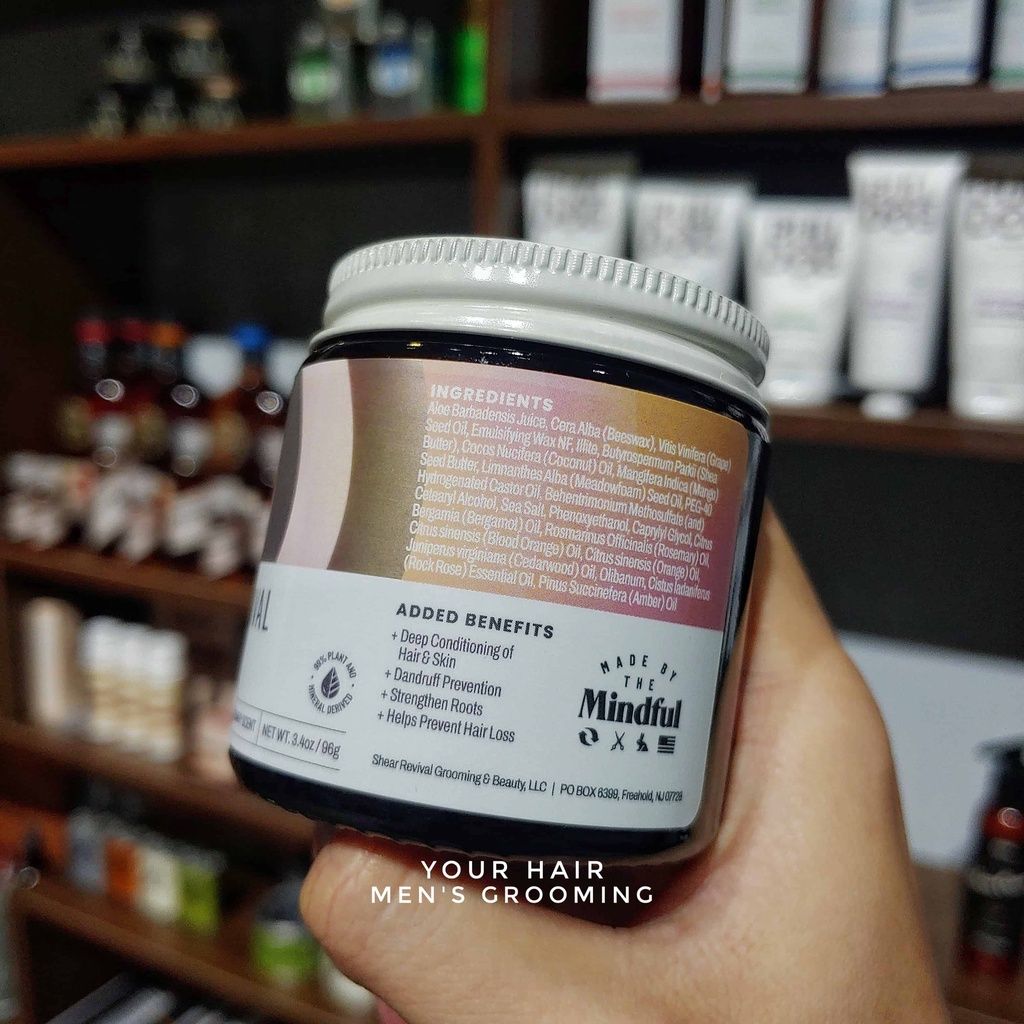 INGREDIENTS
Aloe Barbadensis Juice, Cera Alba (Beeswax), Vitis Vinifera (Grape)
Seed Oil, Emulsifying Wax NF, Illite, Butyrospermum Parkii (Shea
Butter), Cocos Nucifera (Coconut) Oil, Mangifera Indica (Mango)
Seed Butter, Limnanthes Alba (Meadowfoam) Seed Oil, PEG-40
Hydrogenated Castor Oil, Behentrimonium Methosulfate (and)
Cetearyl Alcohol, Sea Salt, Phenoxyethanol, Caprylyl Glycol, Citrus
Bergamia (Bergamot) Oil, Rosmarinus Officinalis (Rosemary) Oil,
Citrus sinensis (Blood Orange) Oil, Citrus sinensis (Orange) Oil,
Juniperus virginiana (Cedarwood) Oil, Olibanum, Cistus ladaniferus
(Rock Rose) Essential Oil, Pinus Succinefera (Amber) Oil
ADDED BENEFITS
+ Deep Conditioning of
Hair & Skin
+ Dandruff Prevention
+ Strengthen Roots
+ Helps Prevent Hair Loss
MADE BY
THE
Mindful
98% PLANT AND
MINERAL DERIVED
SCENT | NET WT. 3.4oz / 96g
Shear Revival Grooming & Beauty, LLC | PO BOX 6399, Freehold, NJ 07728
YOUR HAIR
MEN'S GROOMING